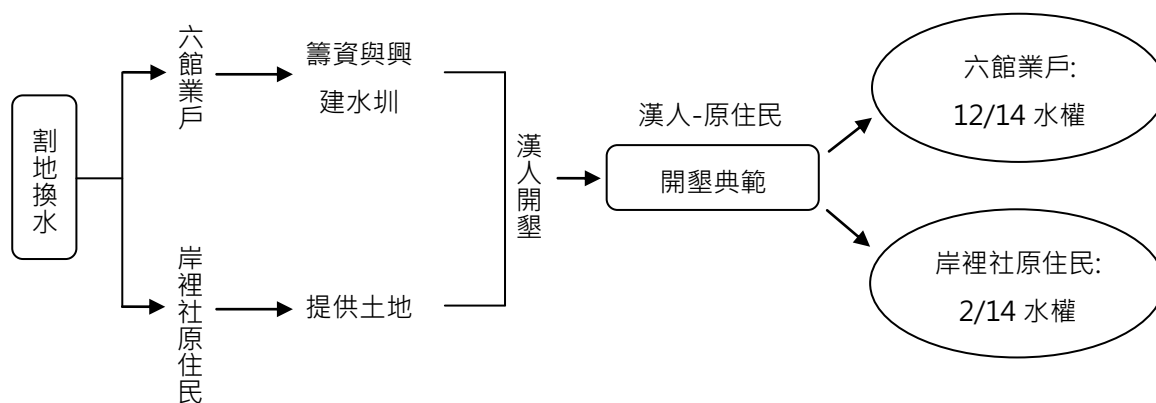 割地換水
六館業戶
籌資與興
建水圳
岸裡社原住民
提供土地
漢人開墾
漢人-原住民
開墾典範
六館業戶:
12/14 水權
岸裡社原住民:
2/14 水權